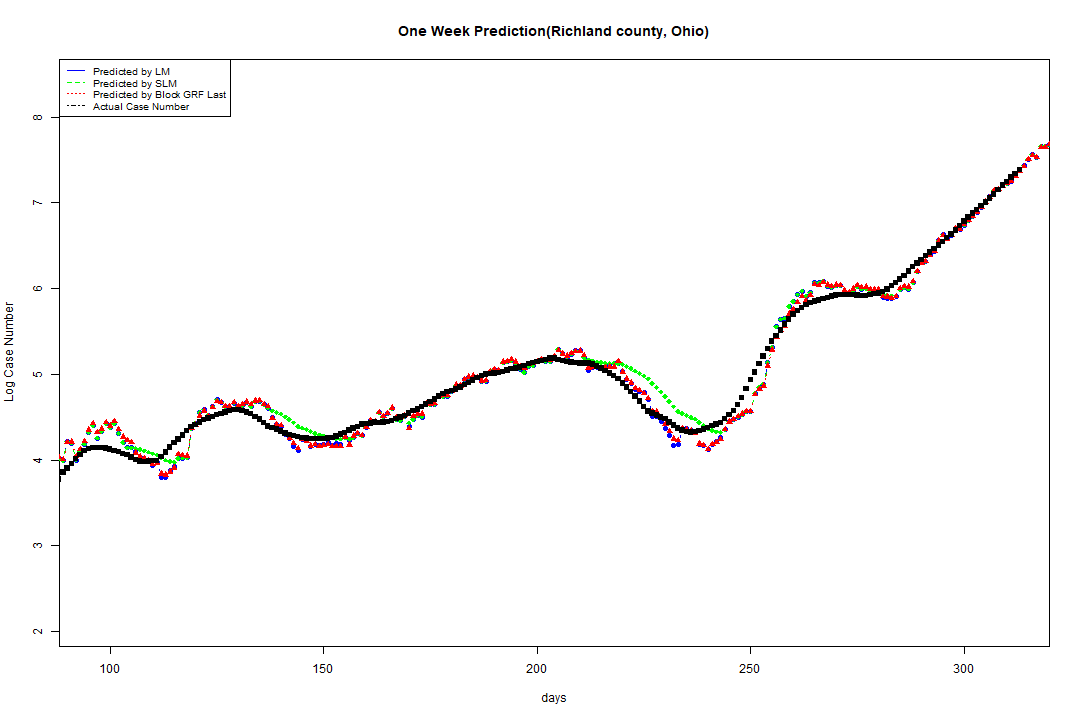 One Week Prediction(Richland county, Ohio)
Predicted by LM
Predicted by SLM
Predicted by Block GRF Last
Actual Case Number
8
7
6
5
4
3
2
Log Case Number
100 150 200 250 300
days